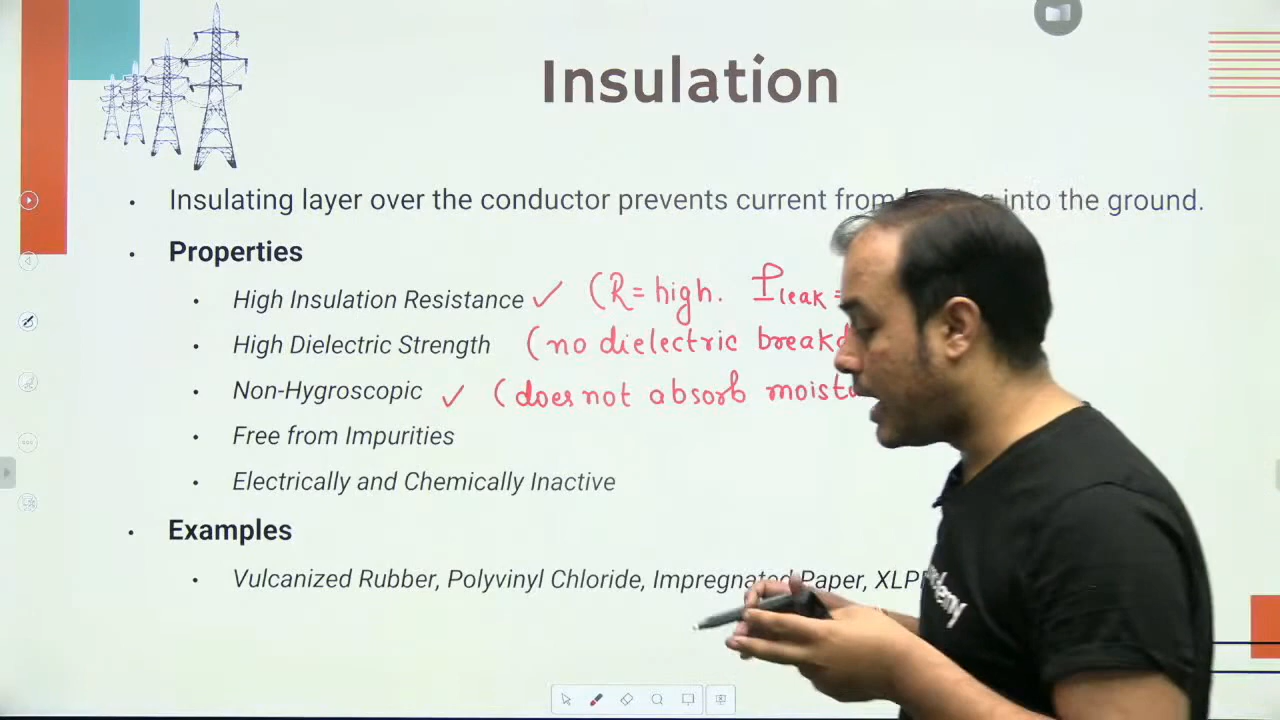 Insulation
Insulating layer over the conductor prevents current from into the ground.
Properties
High Insulation Resistance ✓ (R = high. I leak =
High Dielectric Strength (no dielectric
Non-Hygroscopic ✓ (does not absorb
Free from Impurities
Electrically and Chemically Inactive
Examples
Vulcanized Rubber, Polyvinyl Chloride, Impregnated Paper,